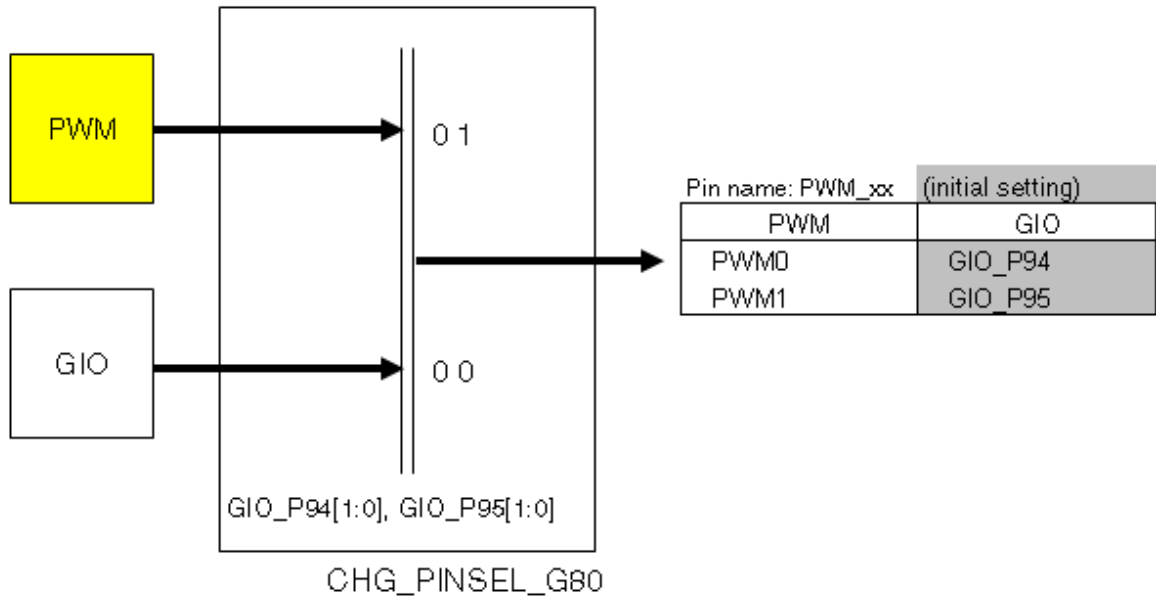 PWM
0 1
Pin name: PWM_xx (initial setting)
PWM GIO
PWM0 GIO_P94
PWM1 GIO_P95
GIO
0 0
GIO_P94[1:0], GIO_P95[1:0]
CHG_PINSEL_G80